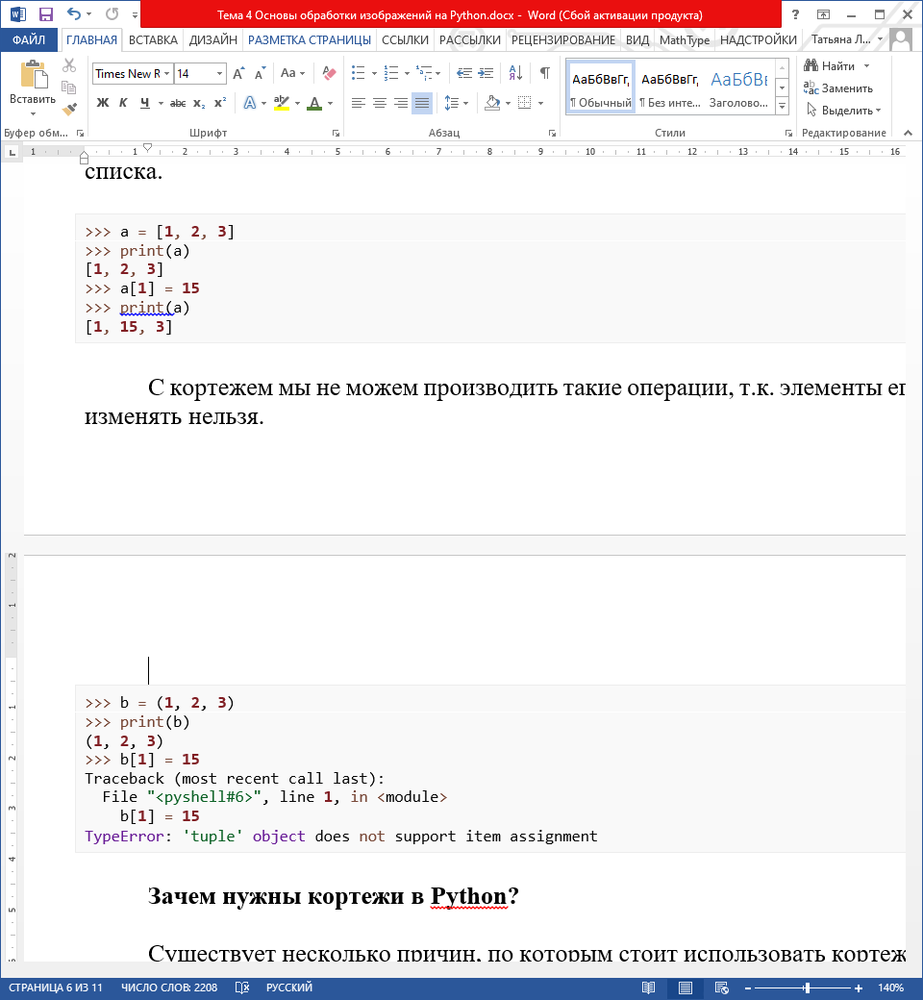 Тема 4 Основы обработки изображений на Python.docx - Word (Сбой активации продукта)
ФАЙЛ ГЛАВНАЯ ВСТАВКА ДИЗАЙН РАЗМЕТКА СТРАНИЦЫ ССЫЛКИ РАССЫЛКИ РЕЦЕНЗИРОВАНИЕ ВИД MathType НАДСТРОЙКИ Татьяна Л...
Вставить
Times New R 14
Aa
Ж К Ч abc x₂ x²
АаБбВвГг, АаБбВвГг, АаБбВ
¶ Обычный ¶ Без инте... Заголово...
Найти
Заменить
Выделить
Буфер обм... Шрифт Абзац Стили Редактирование
1 1 2 3 4 5 6 7 8 9 10 11 12 13 14 15 16
списка.
>>> a = [1, 2, 3]
>>> print(a)
[1, 2, 3]
>>> a[1] = 15
>>> print(a)
[1, 15, 3]
С кортежем мы не можем производить такие операции, т.к. элементы ег
изменять нельзя.
>>> b = (1, 2, 3)
>>> print(b)
(1, 2, 3)
>>> b[1] = 15
Traceback (most recent call last):
File "<pyshell#6>", line 1, in <module>
b[1] = 15
TypeError: 'tuple' object does not support item assignment
Зачем нужны кортежи в Python?
Существует несколько причин, по которым стоит использовать кортеж
СТРАНИЦА 6 ИЗ 11 ЧИСЛО СЛОВ: 2208 РУССКИЙ 140%